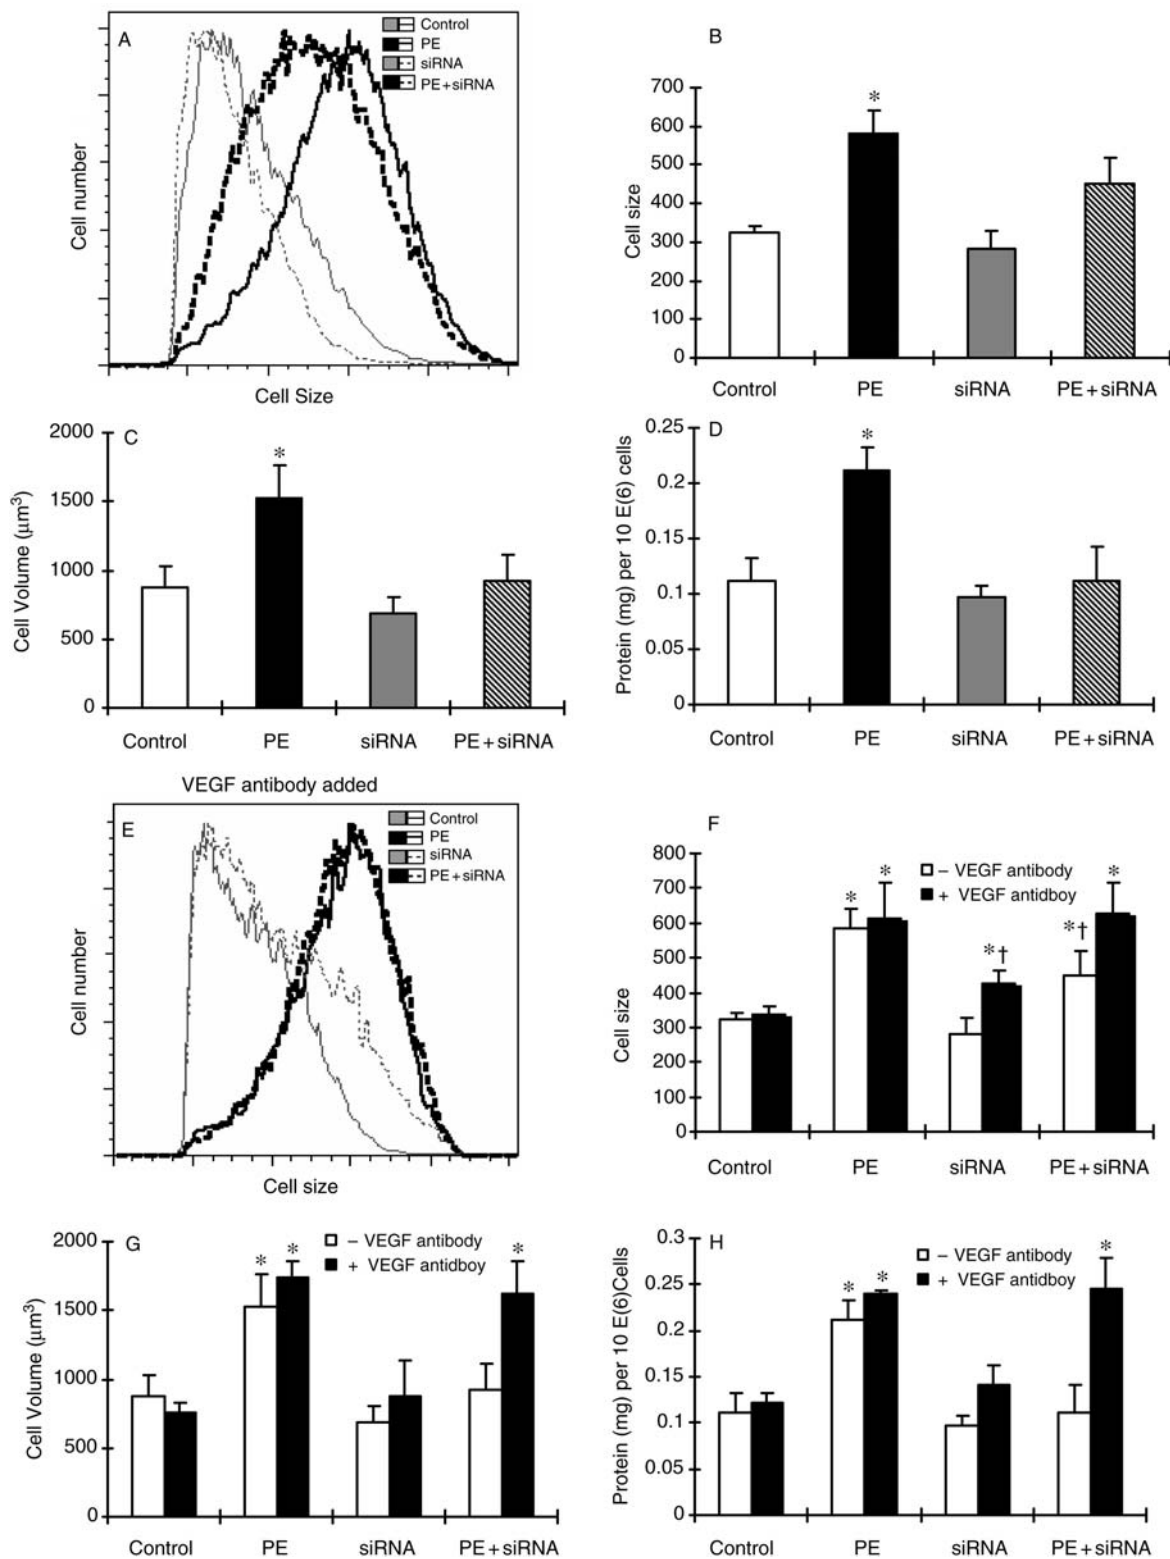 A
Control
PE
siRNA
PE+siRNA
Cell number
Cell Size
B
700
600
500
400
300
200
100
0
Cell size
Control PE siRNA PE+siRNA
C
2000
1500
1000
500
0
Cell Volume (μm³)
*
Control PE siRNA PE+siRNA
D
0.25
0.2
0.15
0.1
0.05
0
Protein (mg) per 10 E(6) cells
*
Control PE siRNA PE+siRNA
*
VEGF antibody added
E
Control
PE
siRNA
PE+siRNA
Cell number
Cell size
F
– VEGF antibody
+ VEGF antidboy
800
700
600
500
400
300
200
100
0
Cell size
* * *† *† *
Control PE siRNA PE+siRNA
G
– VEGF antibody
+ VEGF antidboy
2000
1500
1000
500
0
Cell Volume (μm³)
* * *
Control PE siRNA PE+siRNA
H
– VEGF antibody
+ VEGF antidboy
0.3
0.25
0.2
0.15
0.1
0.05
0
Protein (mg) per 10 E(6)Cells
* * *
Control PE siRNA PE+siRNA